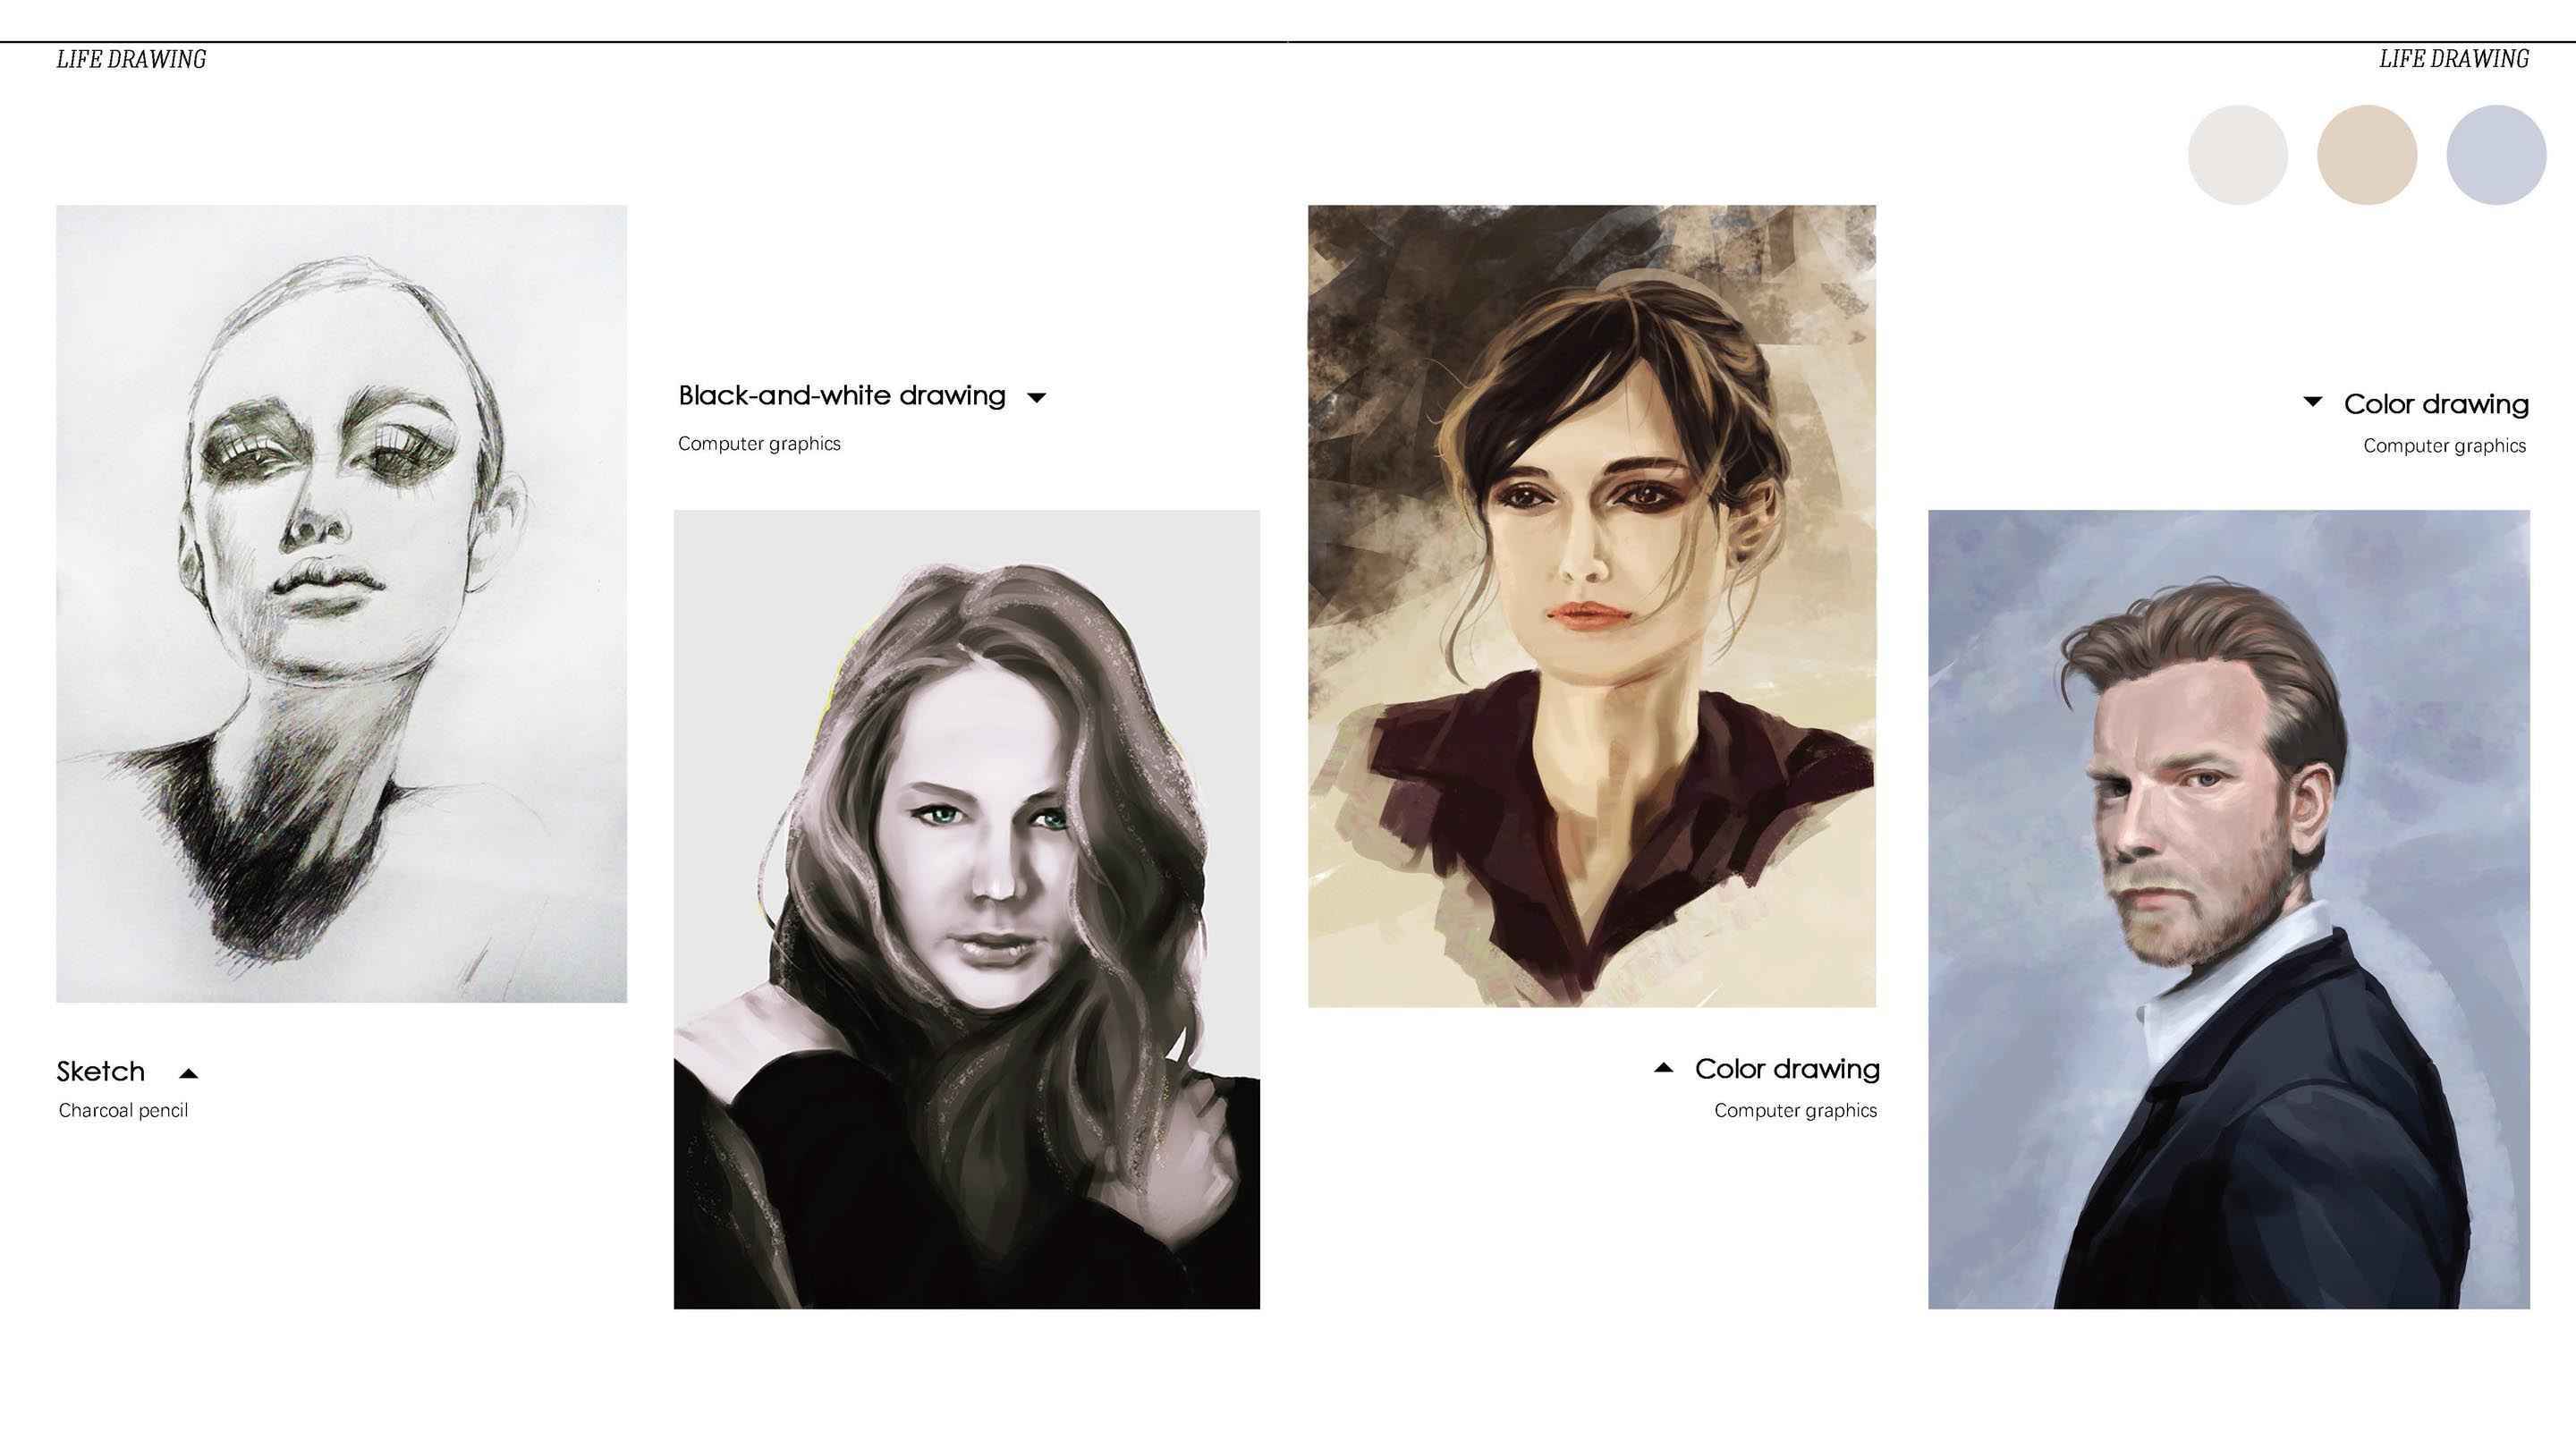 LIFE DRAWING
LIFE DRAWING
Black-and-white drawing
Computer graphics
Color drawing
Computer graphics
Sketch
Charcoal pencil
Color drawing
Computer graphics